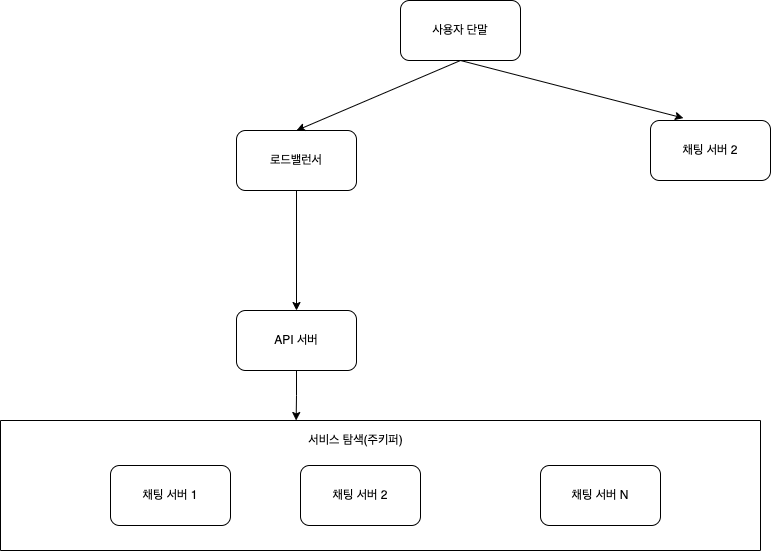 사용자 단말
로드밸런서
채팅 서버 2
API 서버
서비스 탐색(주키퍼)
채팅 서버 1
채팅 서버 2
채팅 서버 N